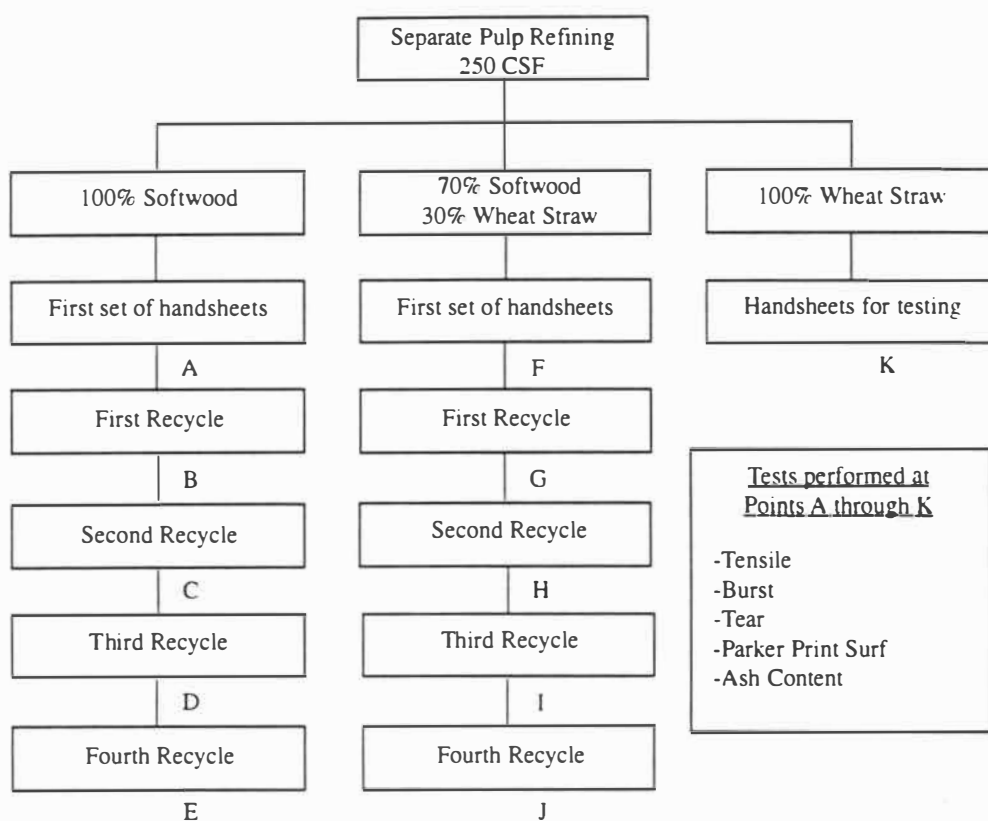 Separate Pulp Refining
250 CSF
100% Softwood
70% Softwood
30% Wheat Straw
100% Wheat Straw
First set of handsheets
First set of handsheets
Handsheets for testing
A
F
K
First Recycle
First Recycle
B
G
Second Recycle
Second Recycle
C
H
Third Recycle
Third Recycle
D
I
Fourth Recycle
Fourth Recycle
E
J
Tests performed at
Points A through K
-Tensile
-Burst
-Tear
-Parker Print Surf
-Ash Content